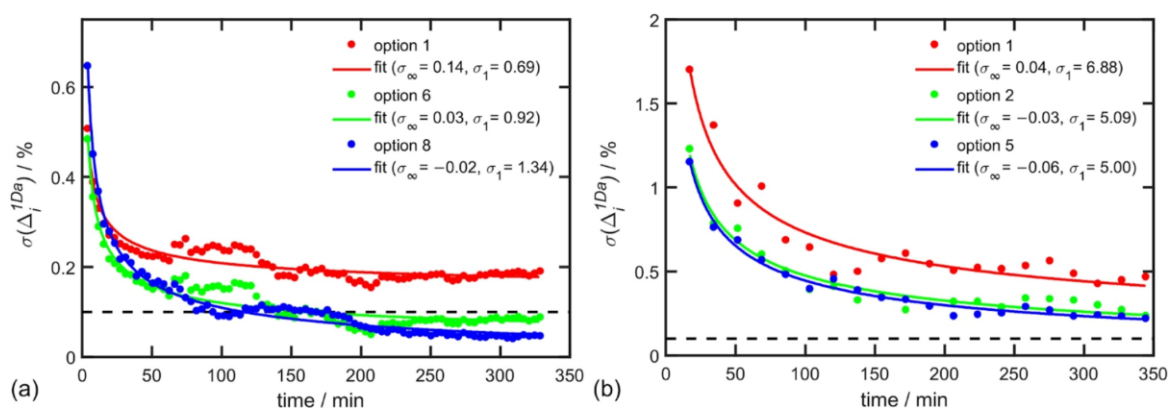 option 1
fit (σ∞ = 0.14, σ1 = 0.69)
option 6
fit (σ∞ = 0.03, σ1 = 0.92)
option 8
fit (σ∞ = −0.02, σ1 = 1.34)
0.6
0.4
0.2
0
σ(Δi^1Da) / %
0 50 100 150 200 250 300 350
time / min
(a)
option 1
fit (σ∞ = 0.04, σ1 = 6.88)
option 2
fit (σ∞ = −0.03, σ1 = 5.09)
option 5
fit (σ∞ = −0.06, σ1 = 5.00)
2
1.5
1
0.5
0
σ(Δi^1Da) / %
0 50 100 150 200 250 300 350
time / min
(b)